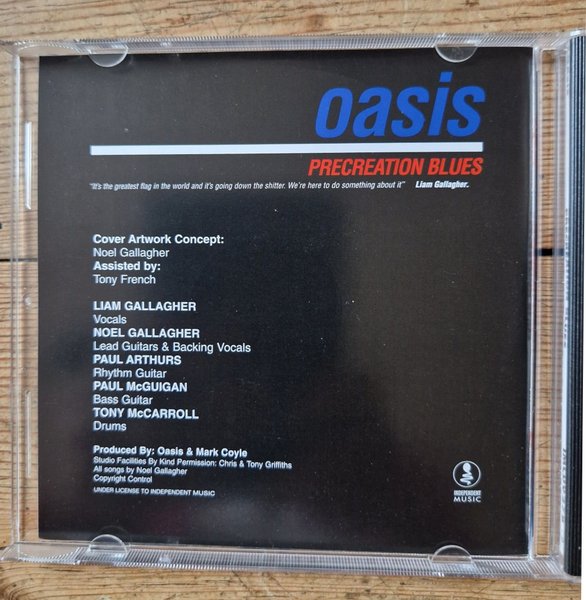 oasis
PRECREATION BLUES
"It's the greatest flag in the world and it's going down the shitter. We're here to do something about it" Liam Gallagher.
Cover Artwork Concept:
Noel Gallagher
Assisted by:
Tony French
LIAM GALLAGHER
Vocals
NOEL GALLAGHER
Lead Guitars & Backing Vocals
PAUL ARTHURS
Rhythm Guitar
PAUL McGUIGAN
Bass Guitar
TONY McCARROLL
Drums
Produced By: Oasis & Mark Coyle
Studio Facilities By Kind Permission: Chris & Tony Griffiths
All songs by Noel Gallagher
Copyright Control
UNDER LICENSE TO INDEPENDENT MUSIC
INDEPENDENT
MUSIC